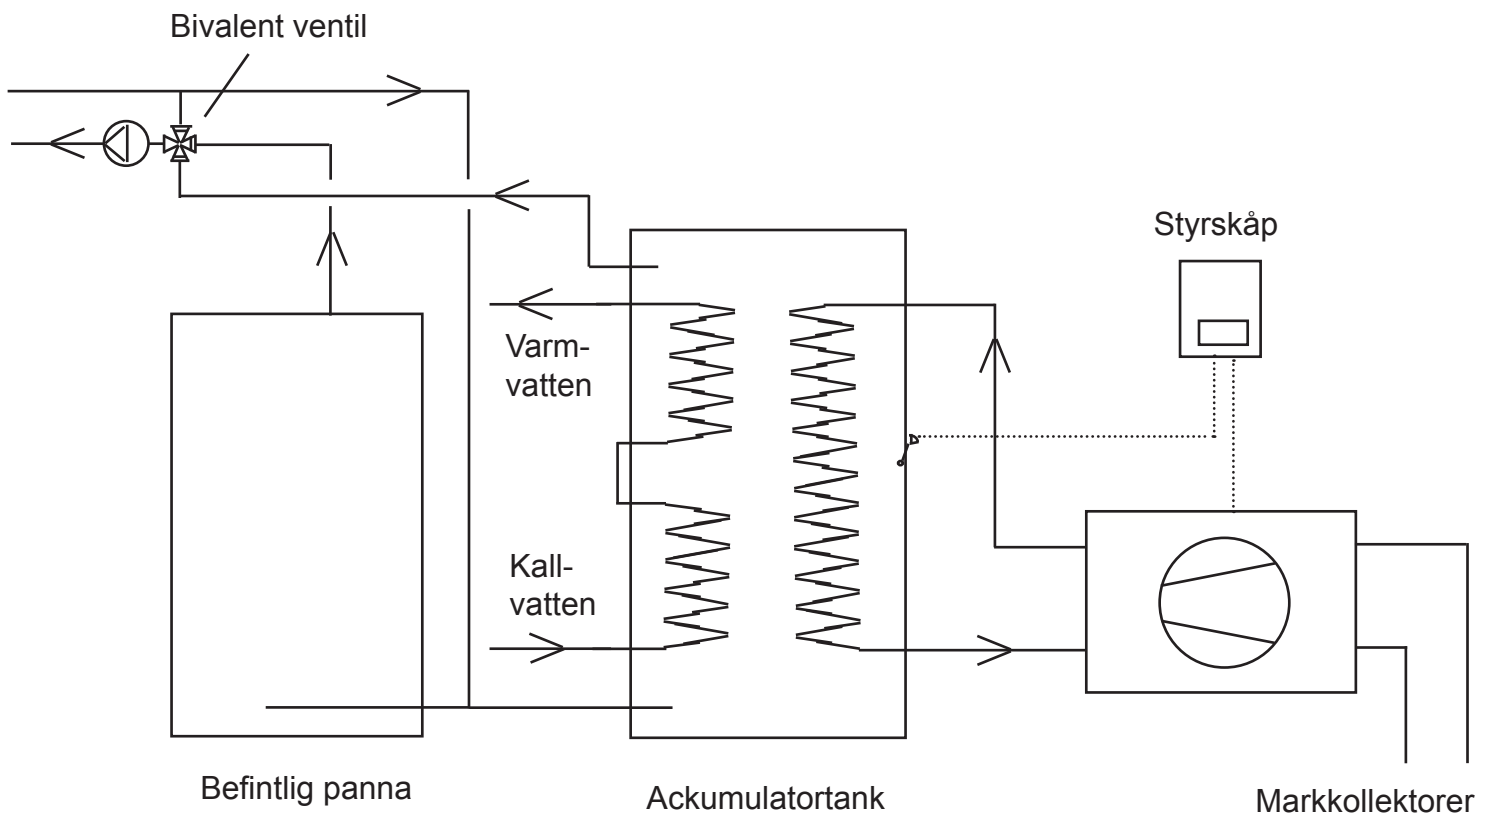 Bivalent ventil
Styrskåp
Varm-
vatten
Kall-
vatten
Befintlig panna
Ackumulatortank
Markkollektorer